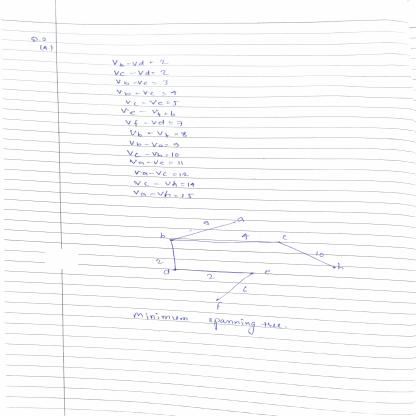 (A)
Vb - Vd = 2
Vc - Vd = 2
Vb - Ve = 3
Vb - Vc = 4
Vc - Ve = 5
Ve - Vf = 6
Vf - Vd = 7
Vb - Vf = 8
Vb - Va = 9
Vc - Vh = 10
Va - Ve = 11
Va - Vc = 12
Vc - Vh = 14
Va - Vh = 15
9 a
b 4 c
10
2 h
d 2 e
6
f
minimum spanning tree.